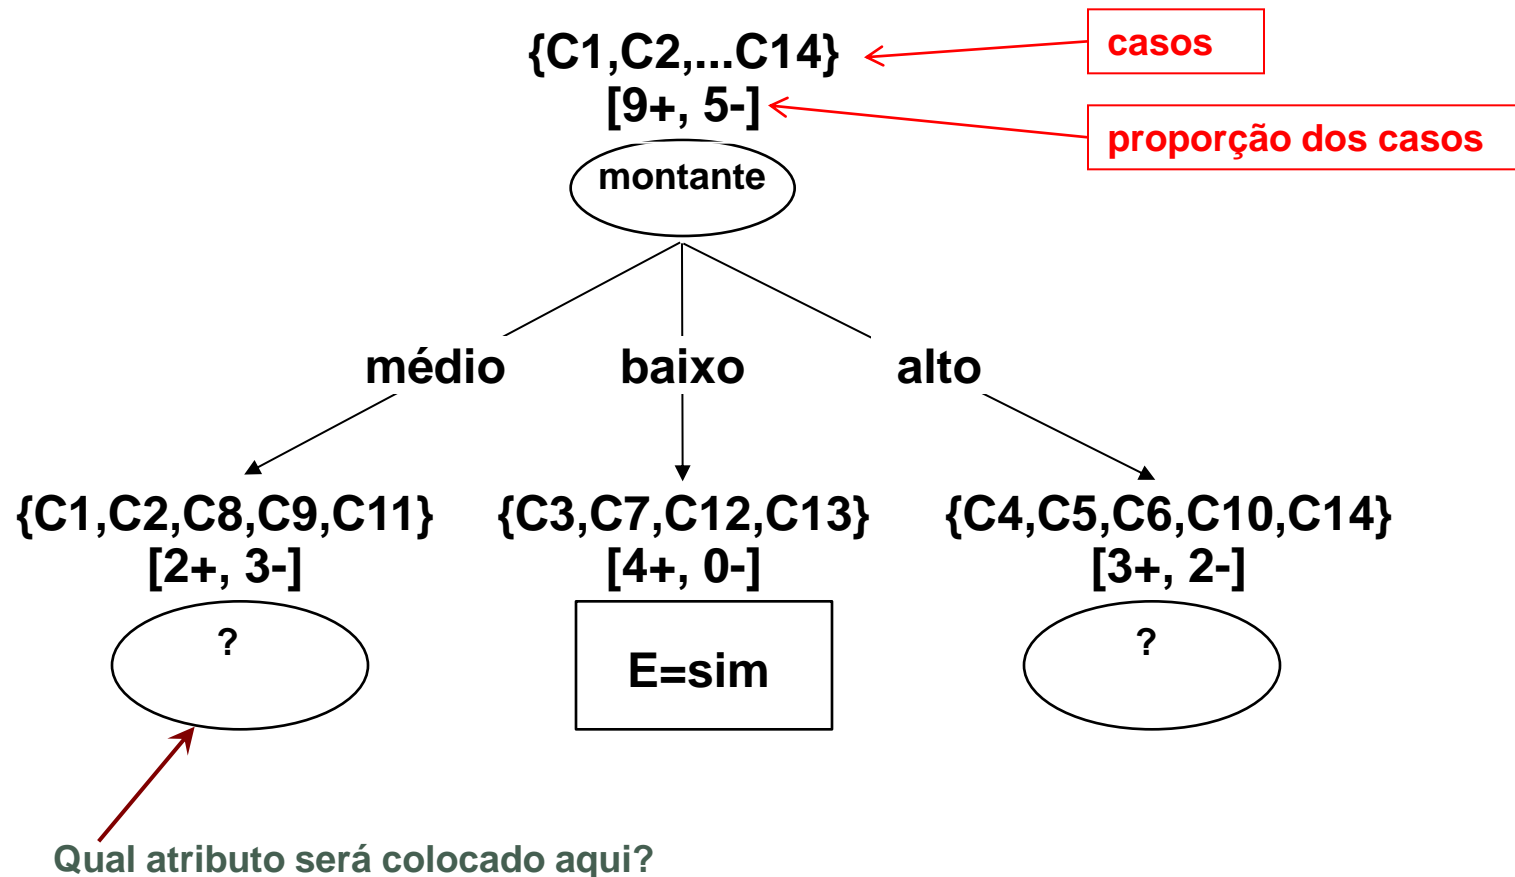 {C1,C2,...C14}
casos
[9+, 5-]
proporção dos casos
montante
médio
baixo
alto
{C1,C2,C8,C9,C11}
[2+, 3-]
{C3,C7,C12,C13}
[4+, 0-]
{C4,C5,C6,C10,C14}
[3+, 2-]
?
E=sim
?
Qual atributo será colocado aqui?